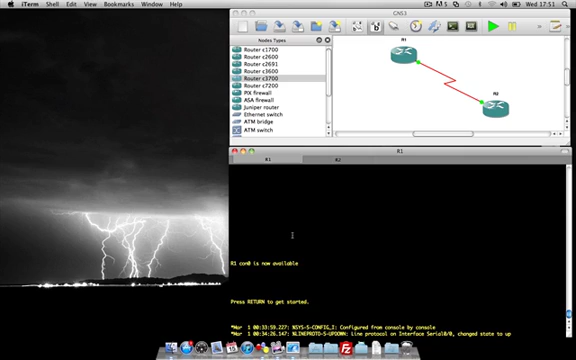 iTerm Shell Edit View Bookmarks Window Help
Wed 17:51
GNS3
Nodes Types
Router c1700
Router c2600
Router c2691
Router c3600
Router c3700
Router c7200
PIX firewall
ASA firewall
Juniper router
Ethernet switch
ATM bridge
ATM switch
R1
R2
R1
R1
R2
R1 con0 is now available
Press RETURN to get started.
*Mar 1 00:33:59.227: %SYS-5-CONFIG_I: Configured from console by console
*Mar 1 00:34:26.147: %LINEPROTO-5-UPDOWN: Line protocol on Interface Serial0/0, changed state to up